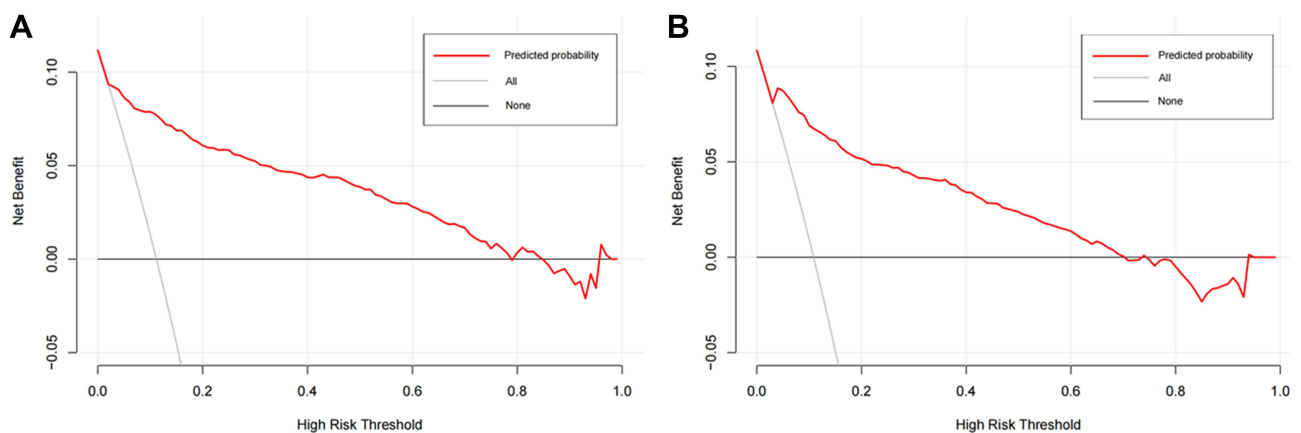 A
Predicted probability
All
None
Net Benefit
0.10
0.05
0.00
−0.05
0.0 0.2 0.4 0.6 0.8 1.0
High Risk Threshold
B
Predicted probability
All
None
Net Benefit
0.10
0.05
0.00
−0.05
0.0 0.2 0.4 0.6 0.8 1.0
High Risk Threshold